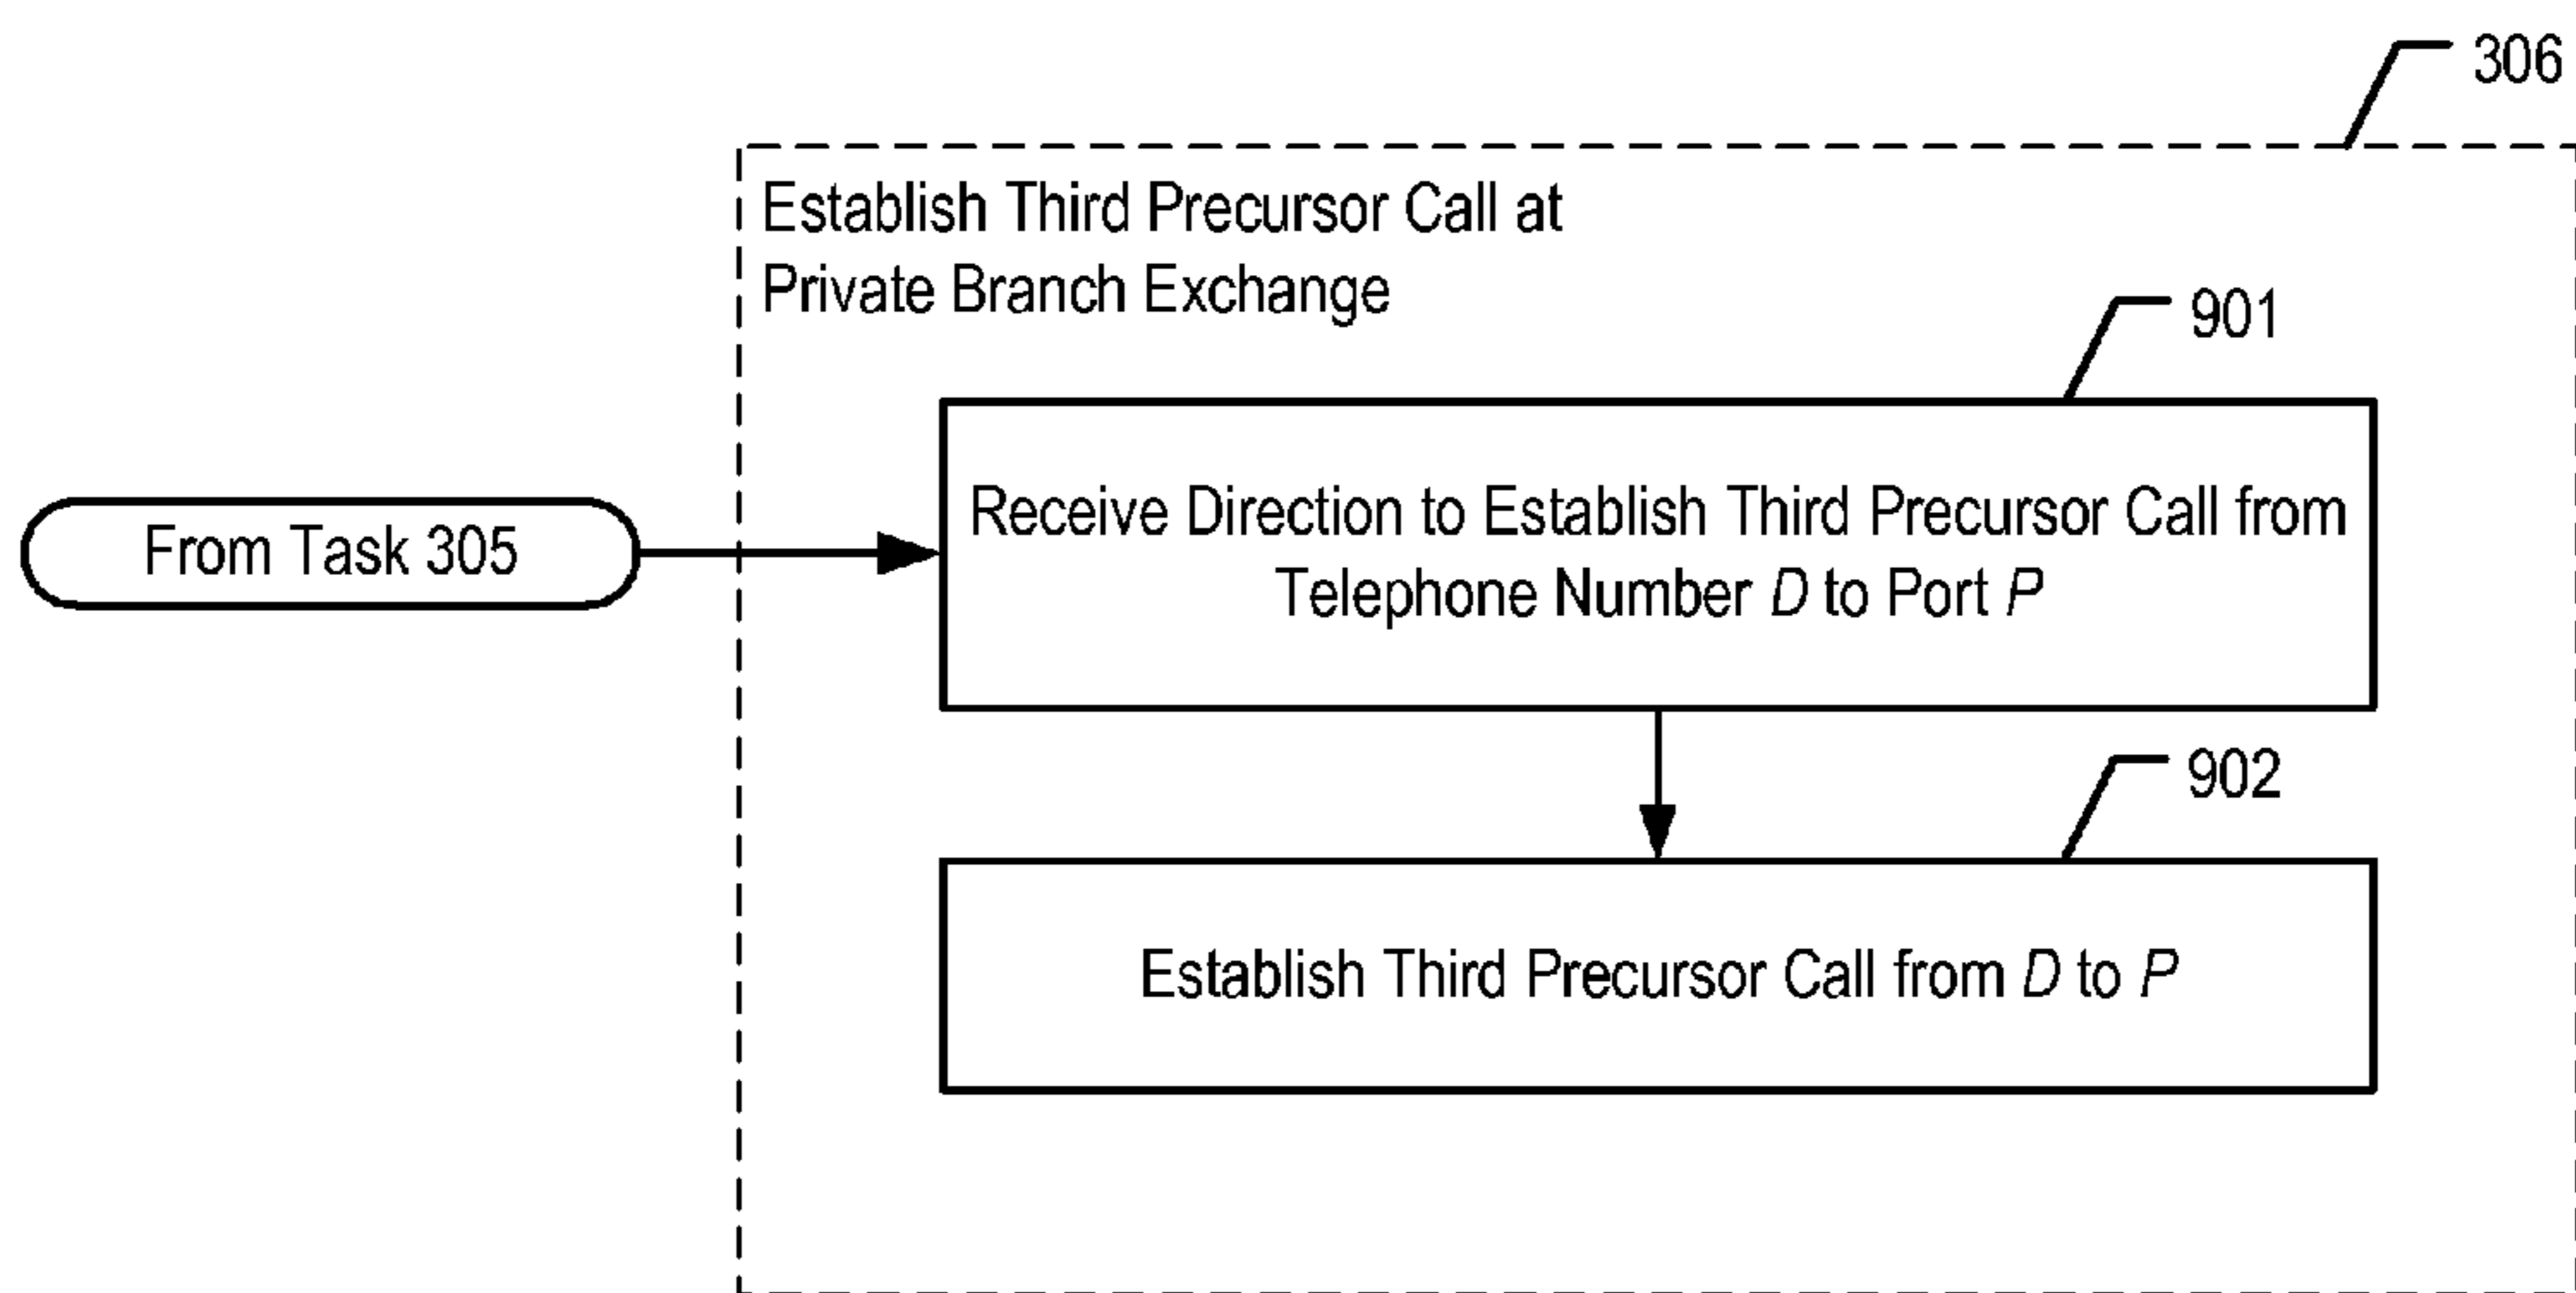 306
Establish Third Precursor Call at
Private Branch Exchange
901
Receive Direction to Establish Third Precursor Call from
Telephone Number D to Port P
From Task 305
902
Establish Third Precursor Call from D to P